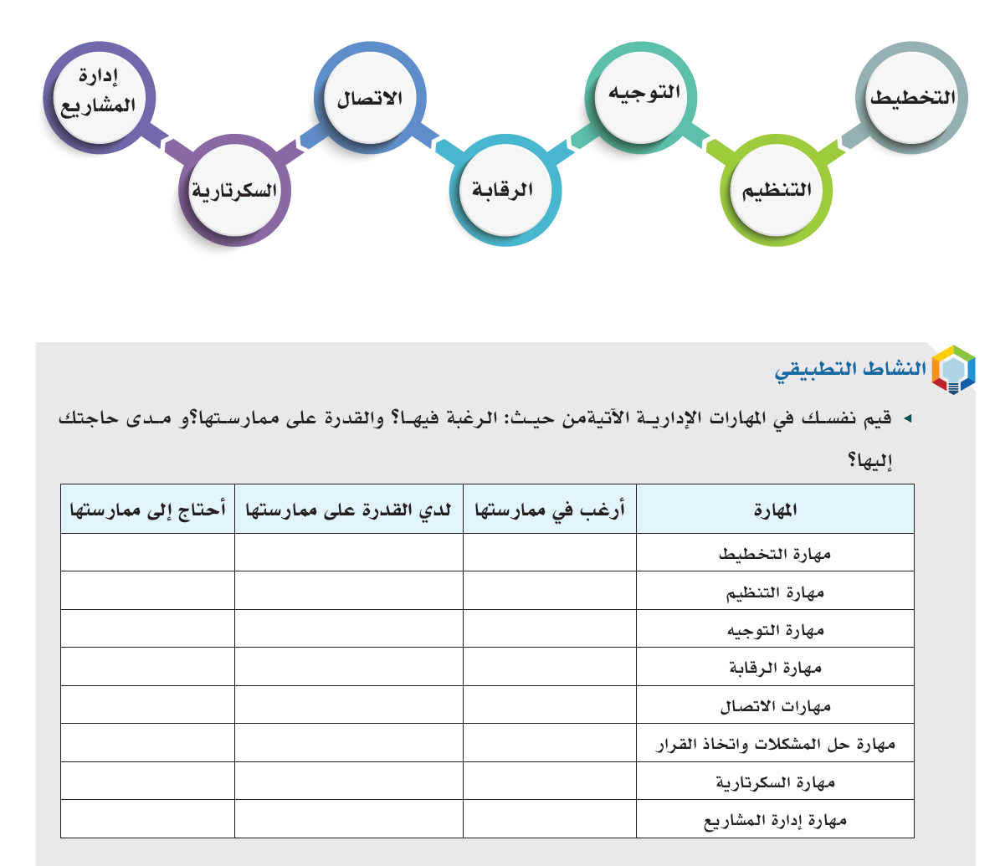 التخطيط
التنظيم
التوجيه
الرقابة
الاتصال
السكرتارية
إدارة
المشاريع
النشاط التطبيقي
قيم نفسك في المهارات الإدارية الآتيةمن حيث: الرغبة فيها؟ والقدرة على ممارستها؟و مدى حاجتك
إليها؟
المهارة أرغب في ممارستها لدي القدرة على ممارستها أحتاج إلى ممارستها
مهارة التخطيط
مهارة التنظيم
مهارة التوجيه
مهارة الرقابة
مهارات الاتصال
مهارة حل المشكلات واتخاذ القرار
مهارة السكرتارية
مهارة إدارة المشاريع